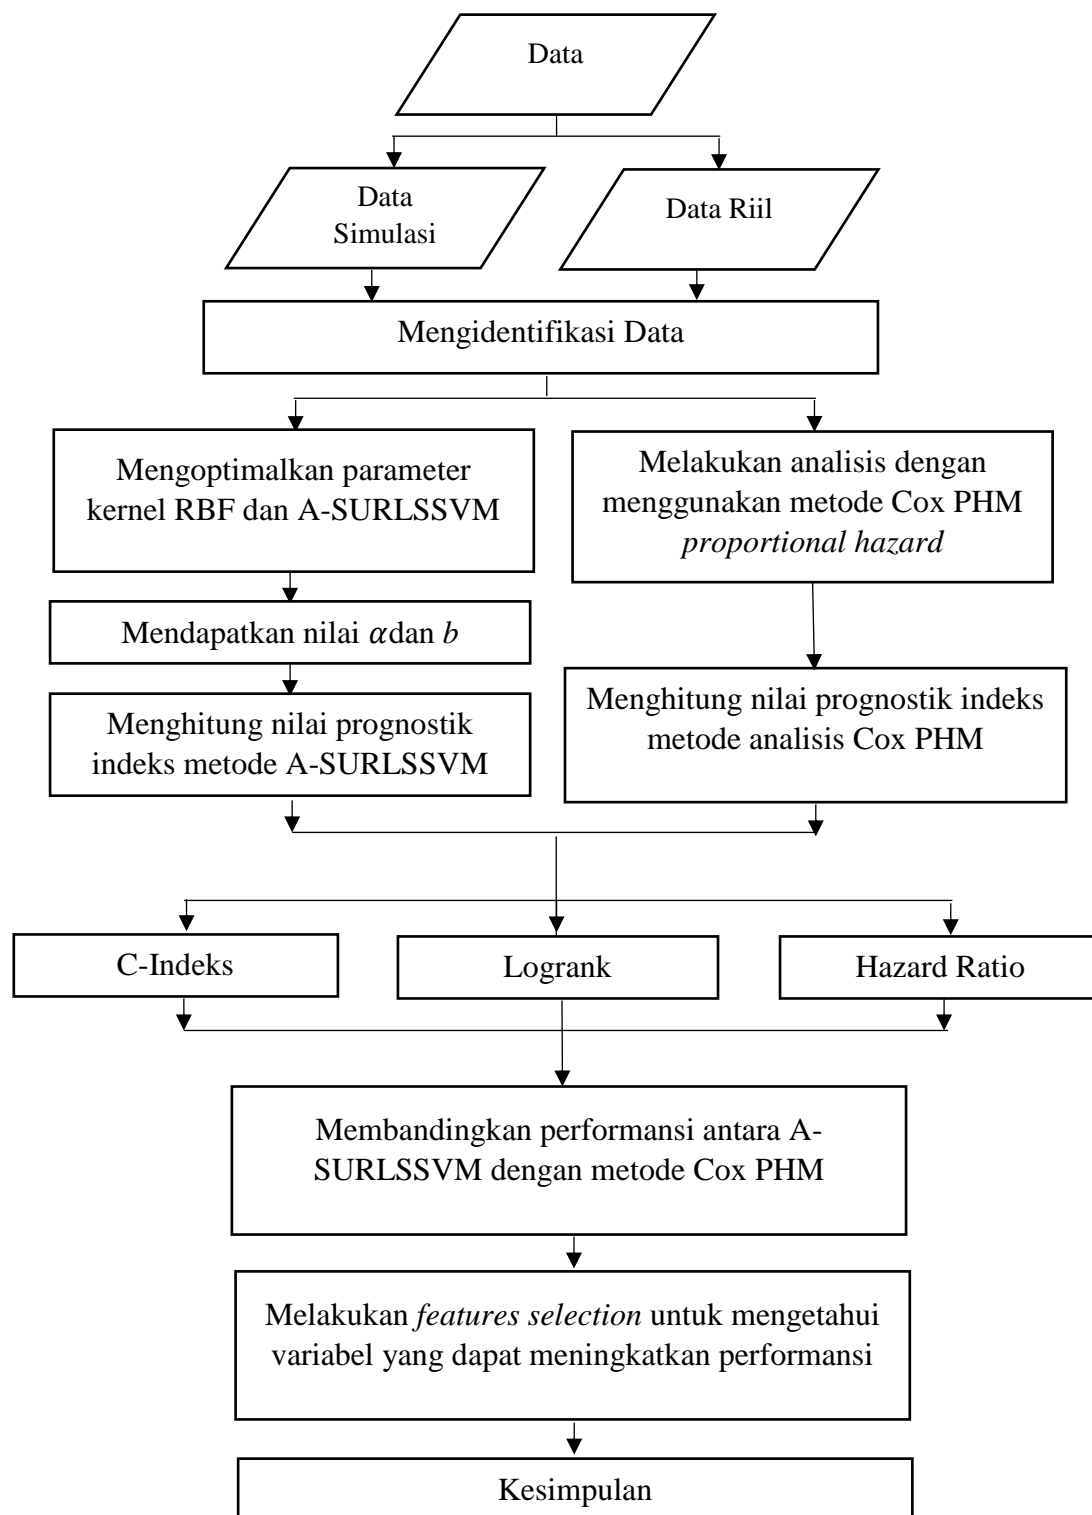 Data
Data
Simulasi
Data Riil
Mengidentifikasi Data
Mengoptimalkan parameter
kernel RBF dan A-SURLSSVM
Melakukan analisis dengan
menggunakan metode Cox PHM
proportional hazard
Mendapatkan nilai αdan b
Menghitung nilai prognostik
indeks metode A-SURLSSVM
Menghitung nilai prognostik indeks
metode analisis Cox PHM
C-Indeks
Logrank
Hazard Ratio
Membandingkan performansi antara A-
SURLSSVM dengan metode Cox PHM
Melakukan features selection untuk mengetahui
variabel yang dapat meningkatkan performansi
Kesimpulan